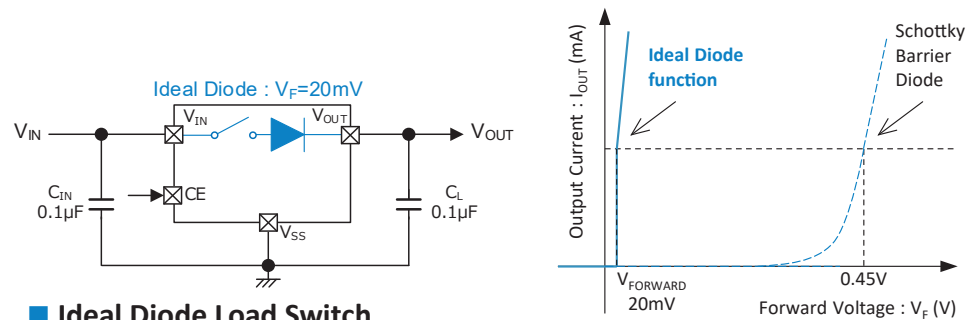 Ideal Diode : VF=20mV
VIN
VIN
VOUT
VOUT
CIN
0.1µF
CE
CL
0.1µF
VSS
■ Ideal Diode Load Switch
Output Current : IOUT (mA)
Ideal Diode
function
Schottky
Barrier
Diode
VFORWARD
20mV
0.45V
Forward Voltage : VF (V)